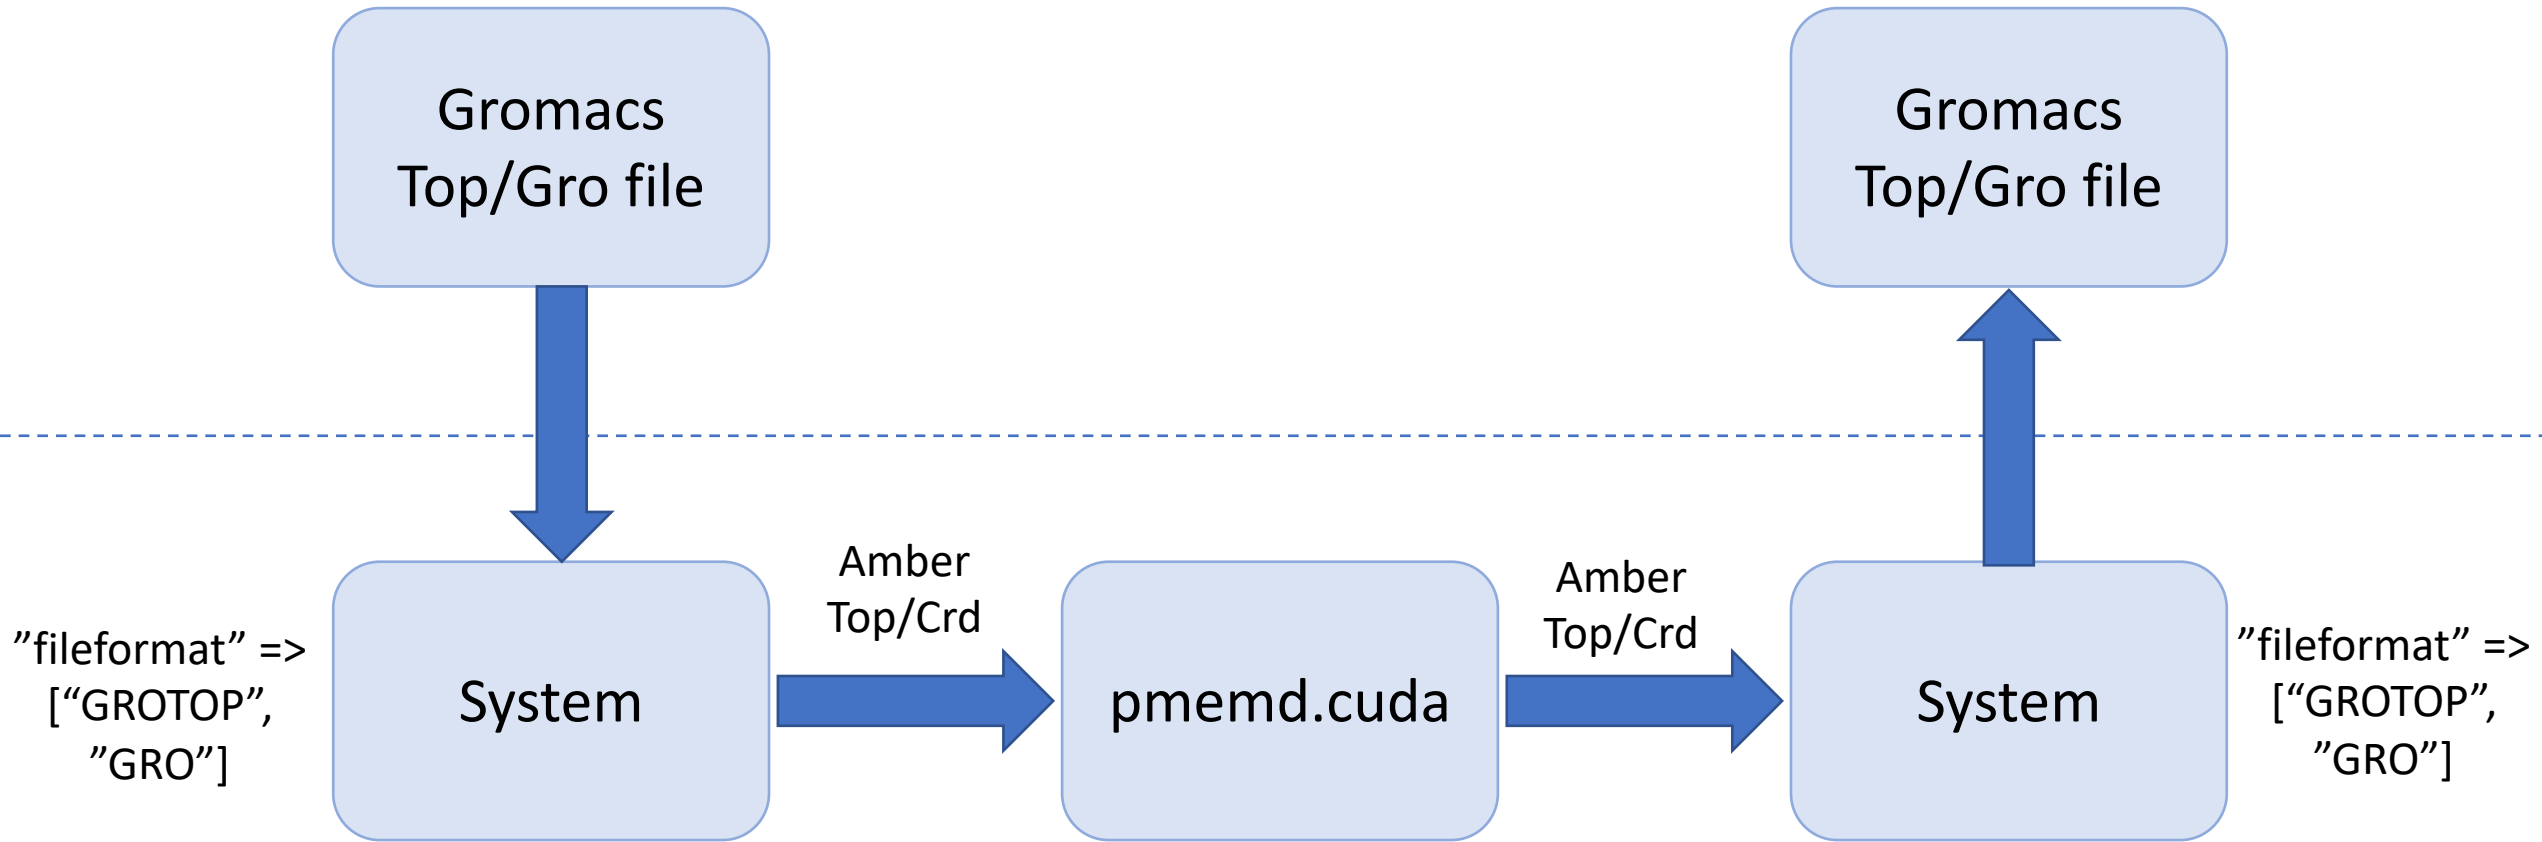 Gromacs
Top/Gro file
Gromacs
Top/Gro file
”fileformat” =>
[“GROTOP”,
”GRO”]
System
Amber
Top/Crd
pmemd.cuda
Amber
Top/Crd
System
”fileformat” =>
[“GROTOP”,
”GRO”]